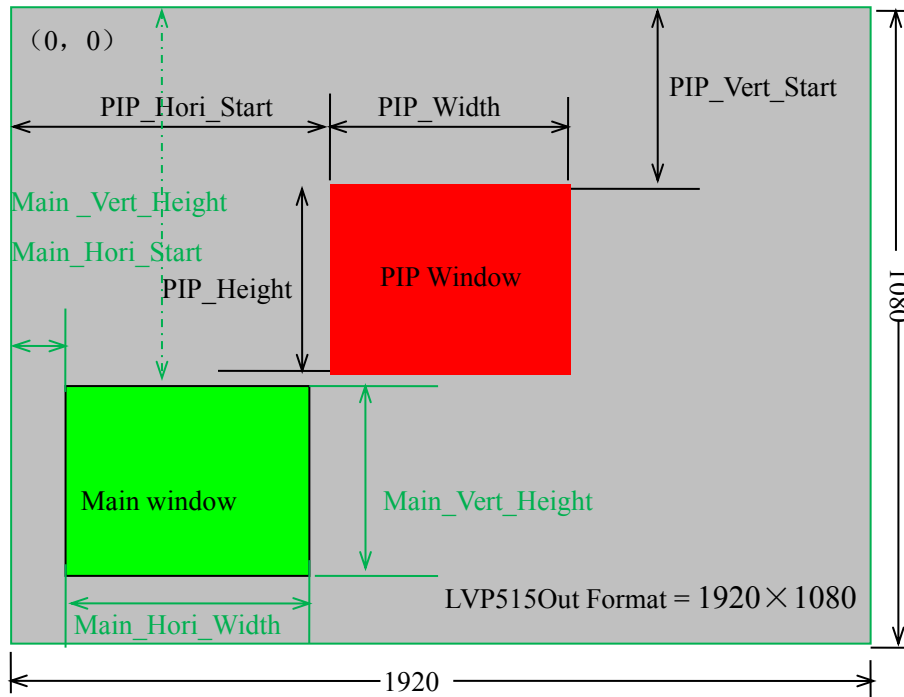 （0，0）
PIP_Hori_Start
PIP_Width
PIP_Vert_Start
Main _Vert_Height
Main_Hori_Start
PIP_Height
PIP Window
1080
Main window
Main_Vert_Height
LVP515Out Format = 1920×1080
Main_Hori_Width
1920